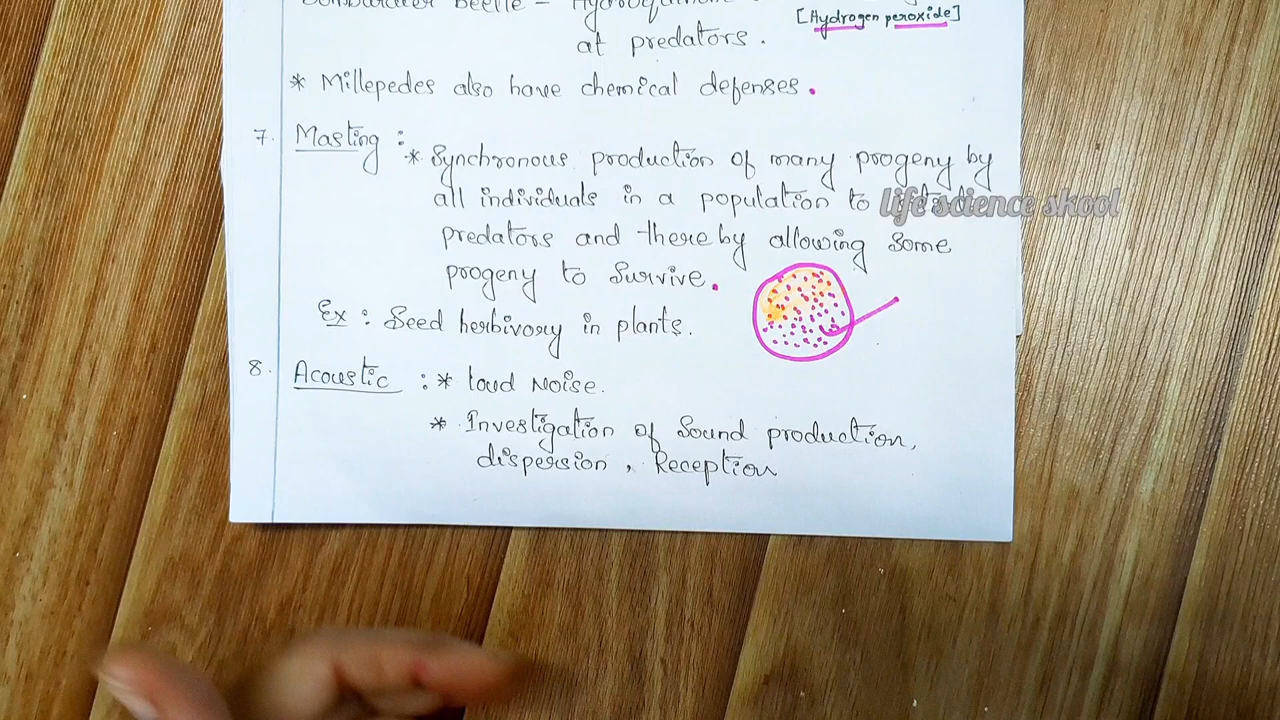 Beetle -
[Hydrogen peroxide]
at predators.
* Millepedes also have chemical defenses.
7. Masting : * Synchronous production of many progeny by
all individuals in a population to
life science skool
predators and thereby allowing some
progeny to survive.
Ex : Seed herbivory in plants.
8. Acoustic : * Loud Noise.
* Investigation of Sound production,
dispersion, Reception